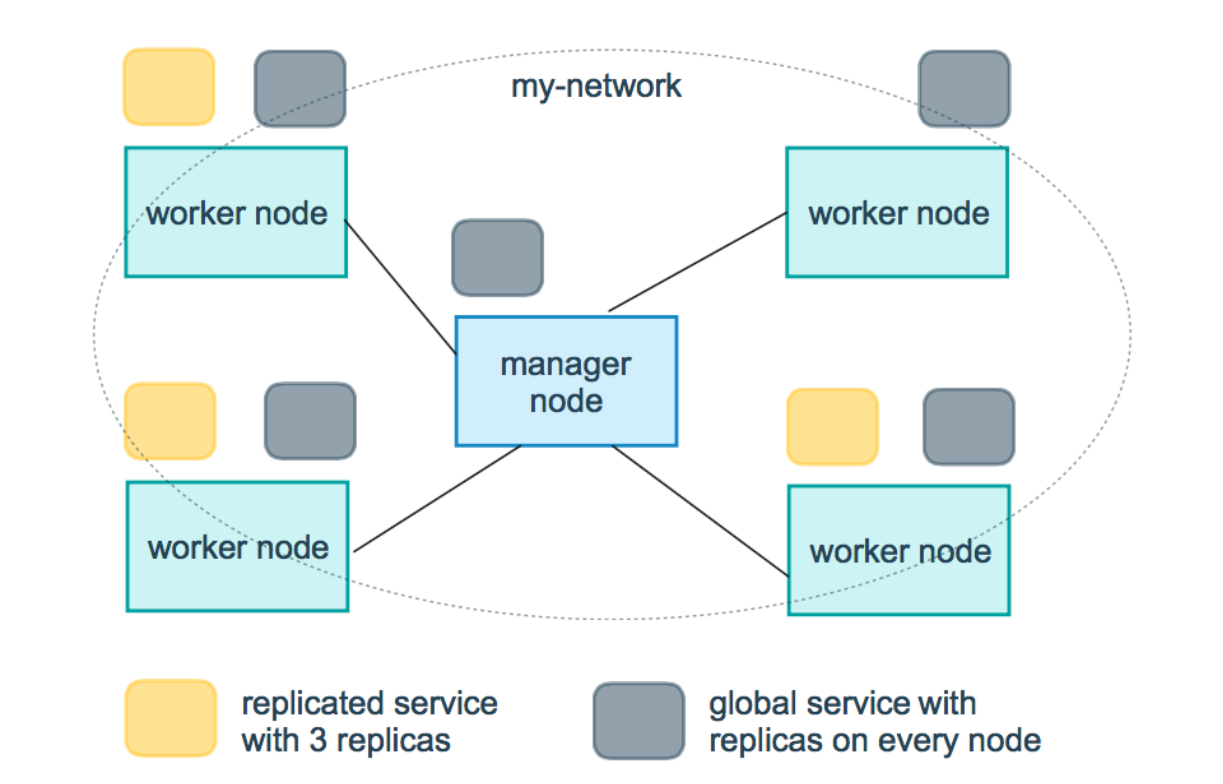 my-network
worker node
worker node
manager
node
worker node
worker node
replicated service
with 3 replicas
global service with
replicas on every node